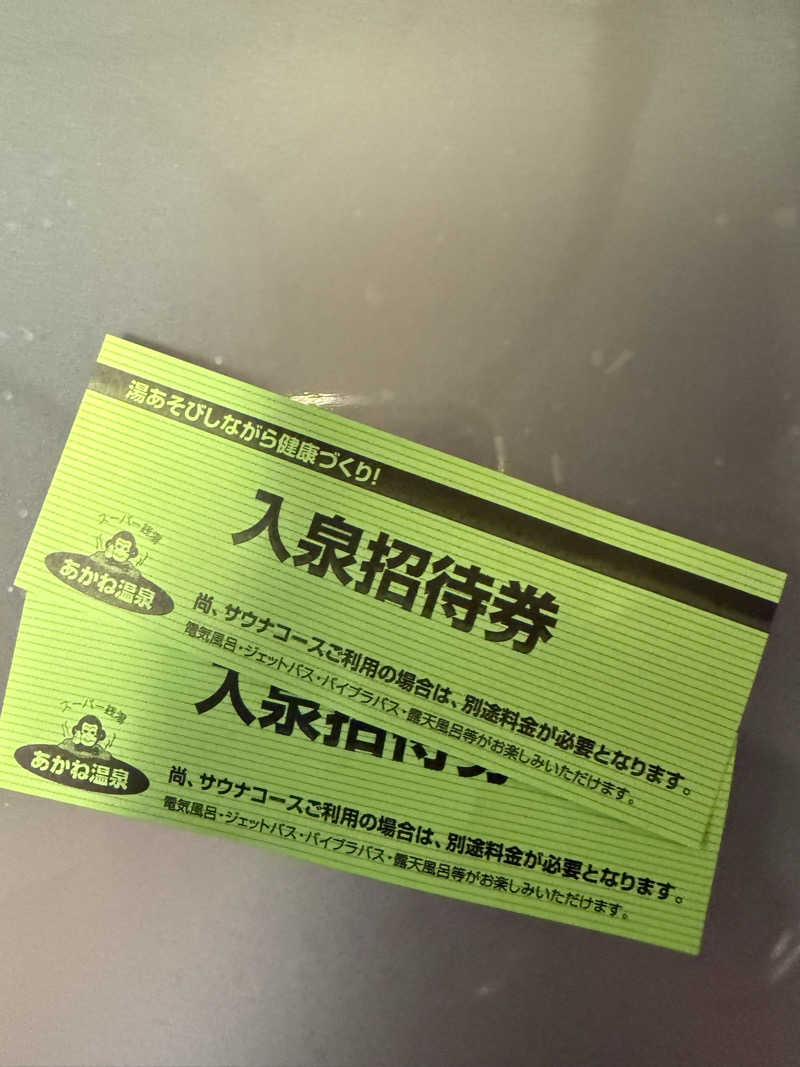 湯あそびしながら健康づくり!
入泉招待券
スーパー銭湯
あかね温泉
尚、サウナコースご利用の場合は、別途料金が必要となります。
電気風呂・ジェットバス・バイブラバス・露天風呂等がお楽しみいただけます。
入泉招待券
スーパー銭湯
あかね温泉
尚、サウナコースご利用の場合は、別途料金が必要となります。
電気風呂・ジェットバス・バイブラバス・露天風呂等がお楽しみいただけます。